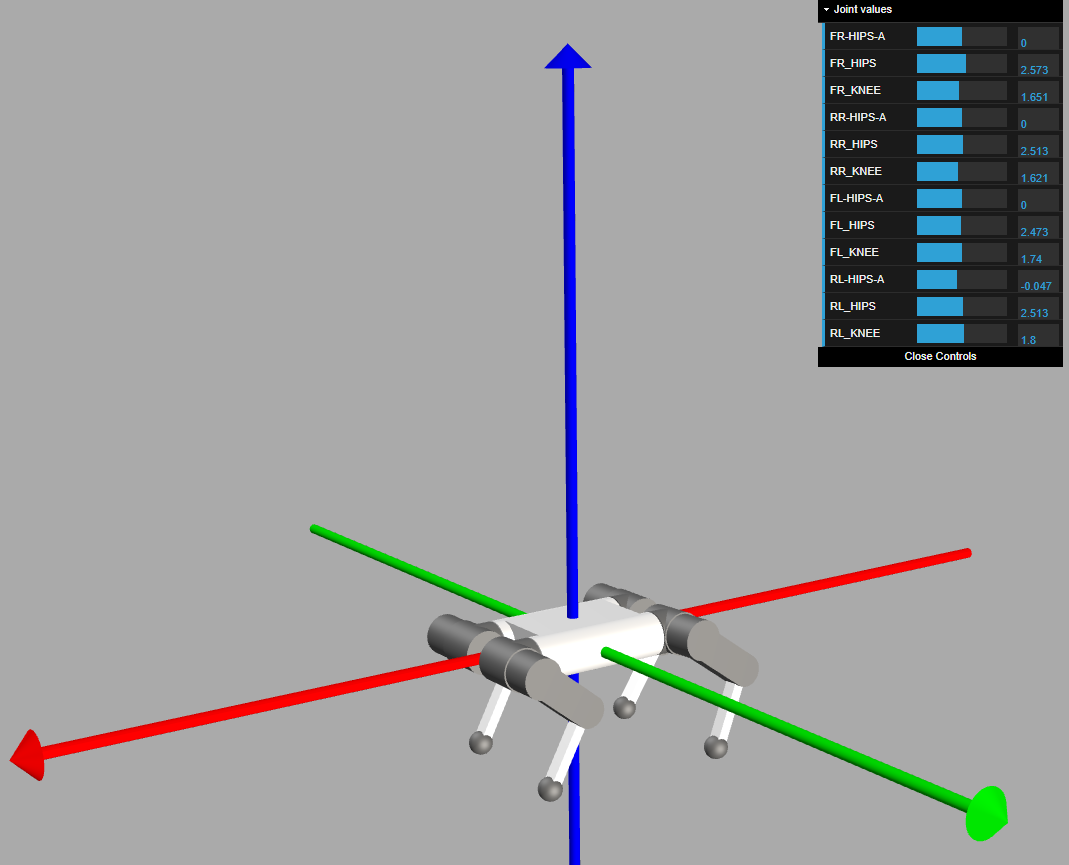 Joint values
FR-HIPS-A 0
FR_HIPS 2.573
FR_KNEE 1.651
RR-HIPS-A 0
RR_HIPS 2.513
RR_KNEE 1.621
FL-HIPS-A 0
FL_HIPS 2.473
FL_KNEE 1.74
RL-HIPS-A -0.047
RL_HIPS 2.513
RL_KNEE 1.8
Close Controls